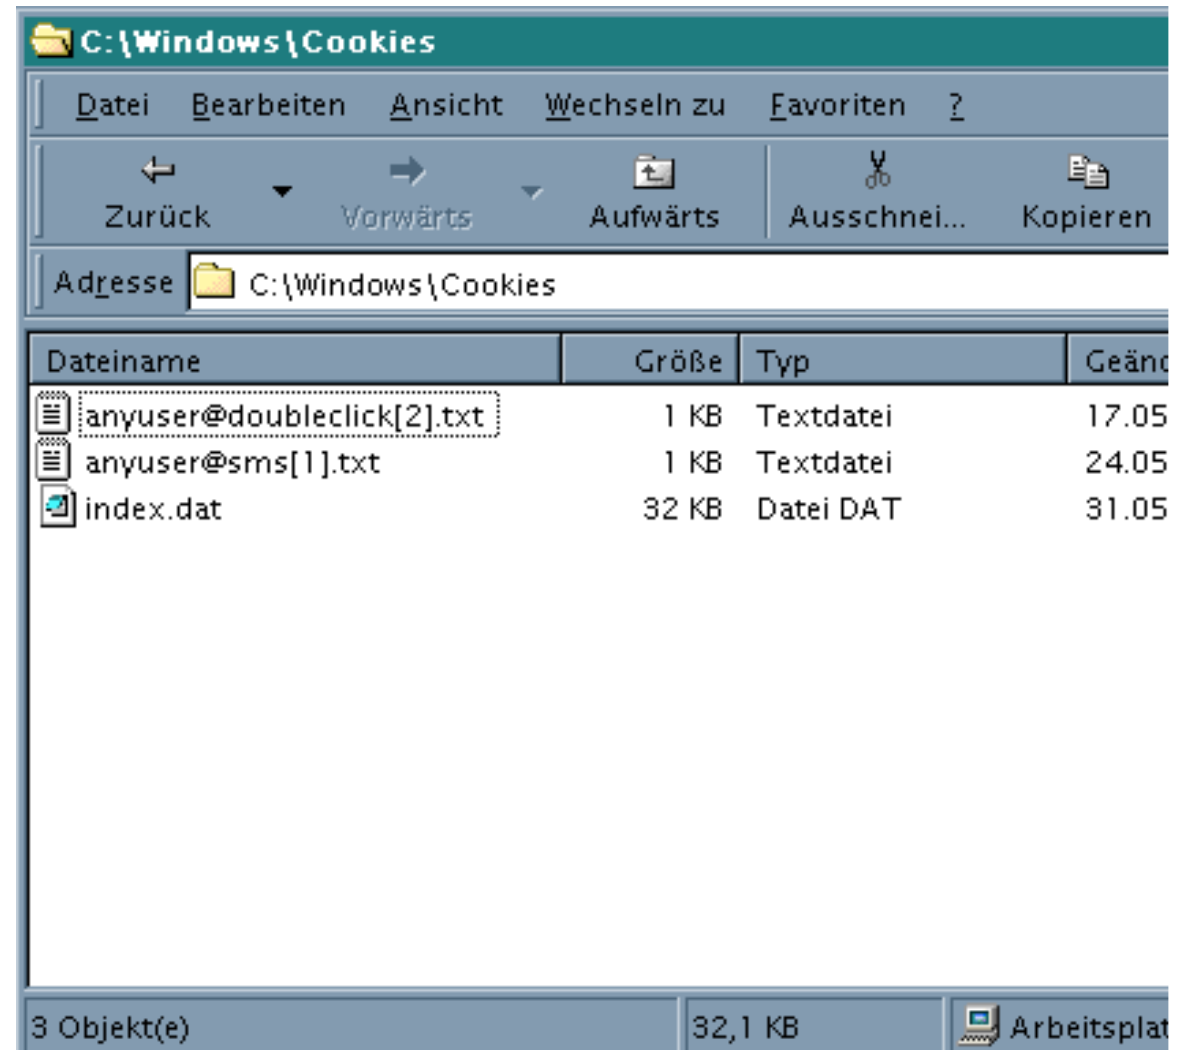 C:\Windows\Cookies
Datei Bearbeiten Ansicht Wechseln zu Favoriten ?
Zurück Vorwärts Aufwärts Ausschnei... Kopieren
Adresse C:\Windows\Cookies
Dateiname Größe Typ Geänd
anyuser@doubleclick[2].txt 1 KB Textdatei 17.05
anyuser@sms[1].txt 1 KB Textdatei 24.05
index.dat 32 KB Datei DAT 31.05
3 Objekt(e) 32,1 KB Arbeitsplat